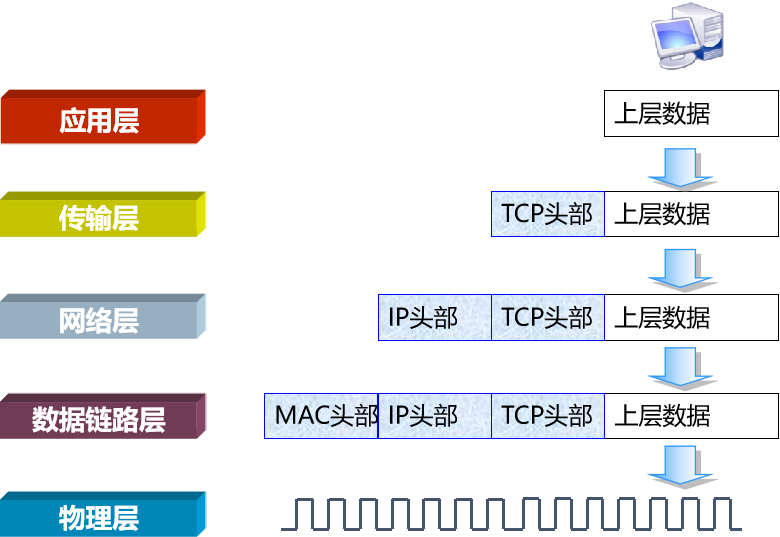 应用层
上层数据
传输层
TCP头部
上层数据
网络层
IP头部
TCP头部
上层数据
数据链路层
MAC头部
IP头部
TCP头部
上层数据
物理层